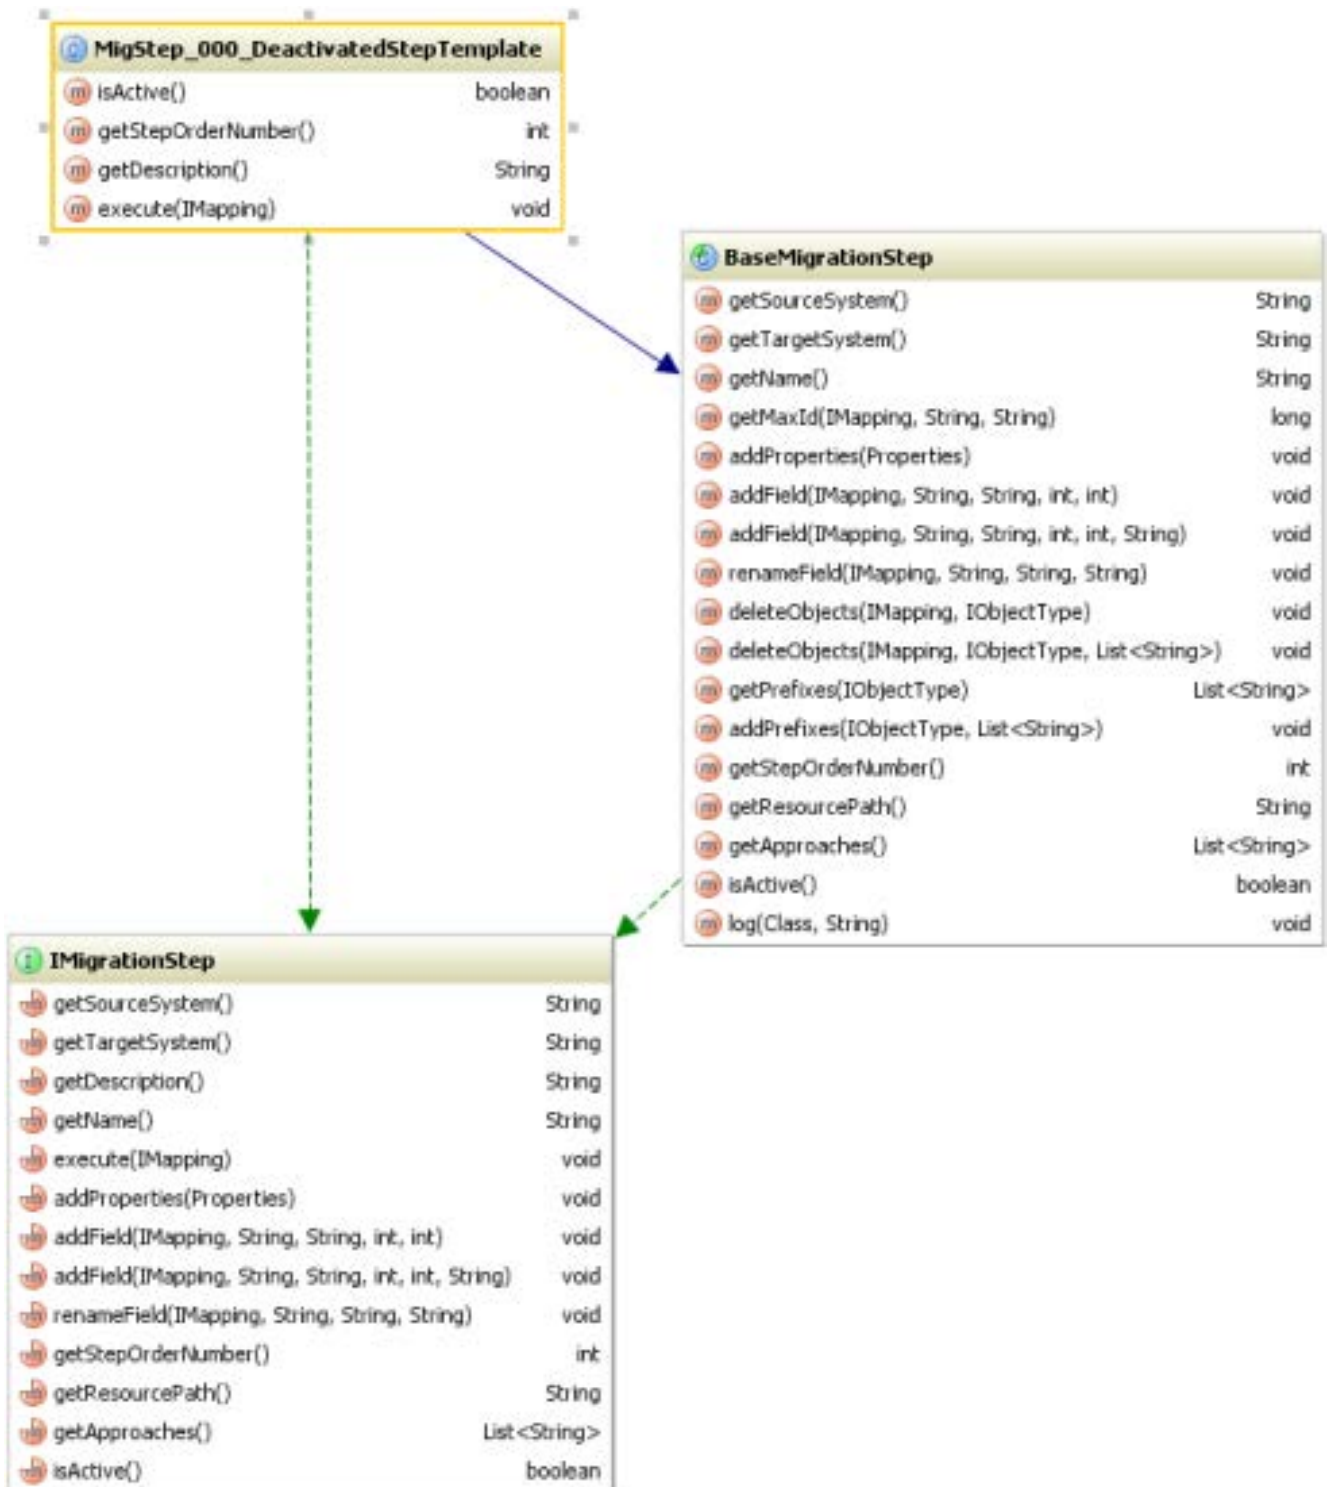 MigStep_000_DeactivatedStepTemplate
isActive() boolean
getStepOrderNumber() int
getDescription() String
execute(IMapping) void
BaseMigrationStep
getSourceSystem() String
getTargetSystem() String
getName() String
getMaxId(IMapping, String, String) long
addProperties(Properties) void
addField(IMapping, String, String, int, int) void
addField(IMapping, String, String, int, int, String) void
renameField(IMapping, String, String, String) void
deleteObjects(IMapping, IObjectType) void
deleteObjects(IMapping, IObjectType, List<String>) void
getPrefixes(IObjectType) List<String>
addPrefixes(IObjectType, List<String>) void
getStepOrderNumber() int
getResourcePath() String
getApproaches() List<String>
isActive() boolean
log(Class, String) void
IMigrationStep
getSourceSystem() String
getTargetSystem() String
getDescription() String
getName() String
execute(IMapping) void
addProperties(Properties) void
addField(IMapping, String, String, int, int) void
addField(IMapping, String, String, int, int, String) void
renameField(IMapping, String, String, String) void
getStepOrderNumber() int
getResourcePath() String
getApproaches() List<String>
isActive() boolean